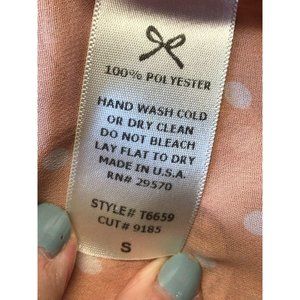 100% POLYESTER
HAND WASH COLD
OR DRY CLEAN
DO NOT BLEACH
LAY FLAT TO DRY
MADE IN U.S.A.
RN# 29570
STYLE# T6659
CUT# 9185
S